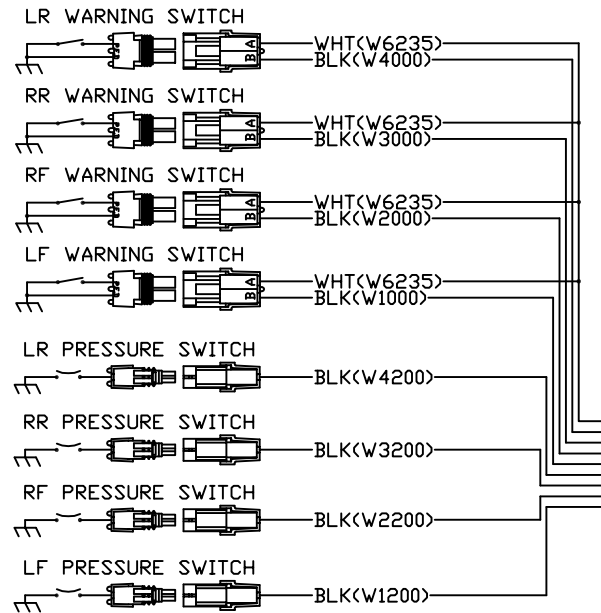 LR WARNING SWITCH
A WHT(W6235)
B BLK(W4000)
RR WARNING SWITCH
A WHT(W6235)
B BLK(W3000)
RF WARNING SWITCH
A WHT(W6235)
B BLK(W2000)
LF WARNING SWITCH
A WHT(W6235)
B BLK(W1000)
LR PRESSURE SWITCH
BLK(W4200)
RR PRESSURE SWITCH
BLK(W3200)
RF PRESSURE SWITCH
BLK(W2200)
LF PRESSURE SWITCH
BLK(W1200)